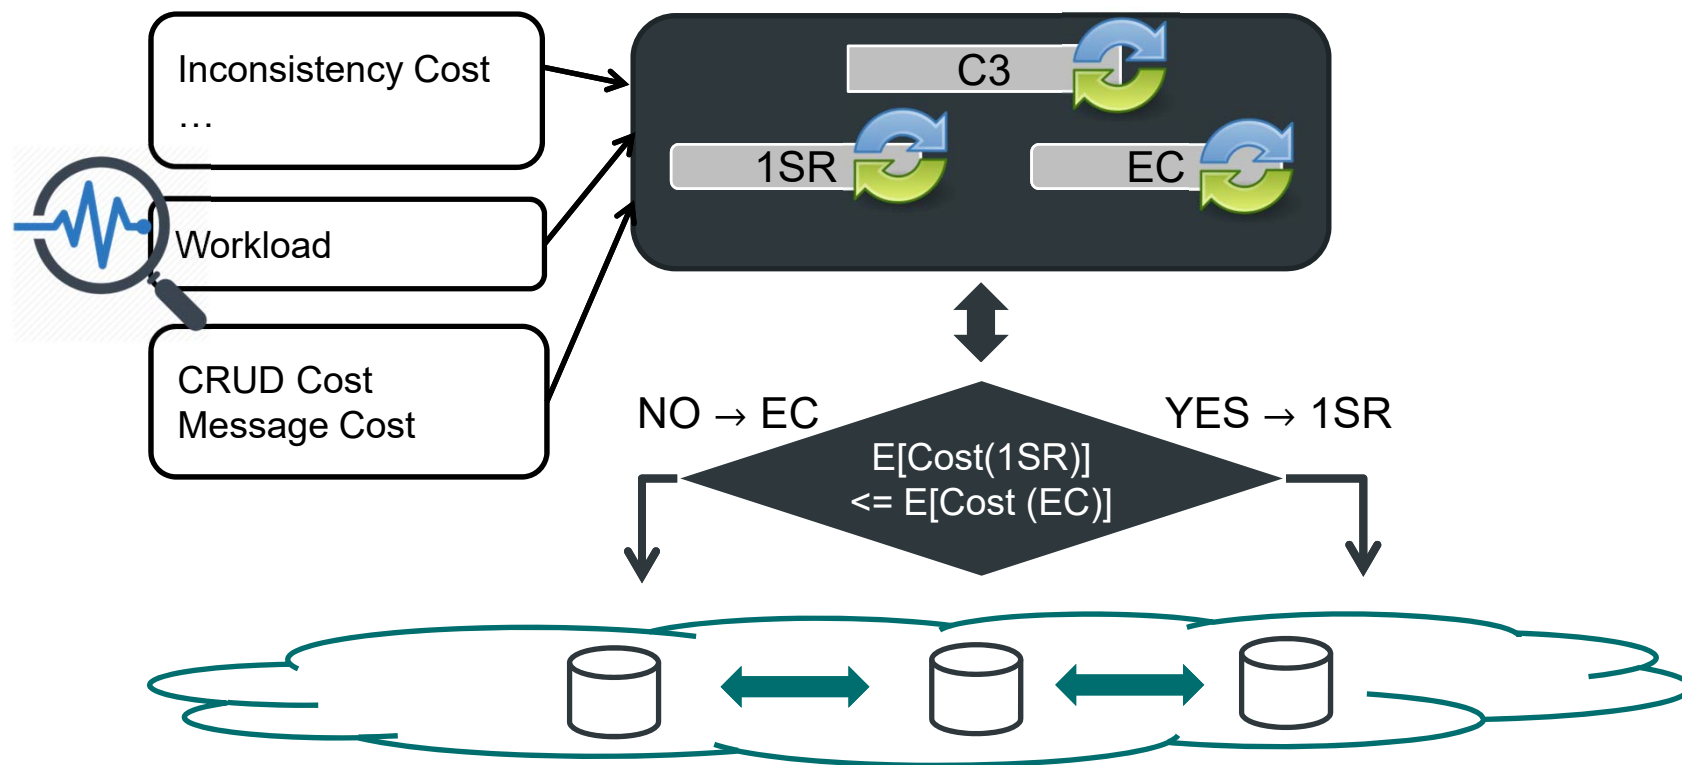 Inconsistency Cost
…
Workload
CRUD Cost
Message Cost
C3
1SR
EC
NO → EC
YES → 1SR
E[Cost(1SR)]
<= E[Cost (EC)]